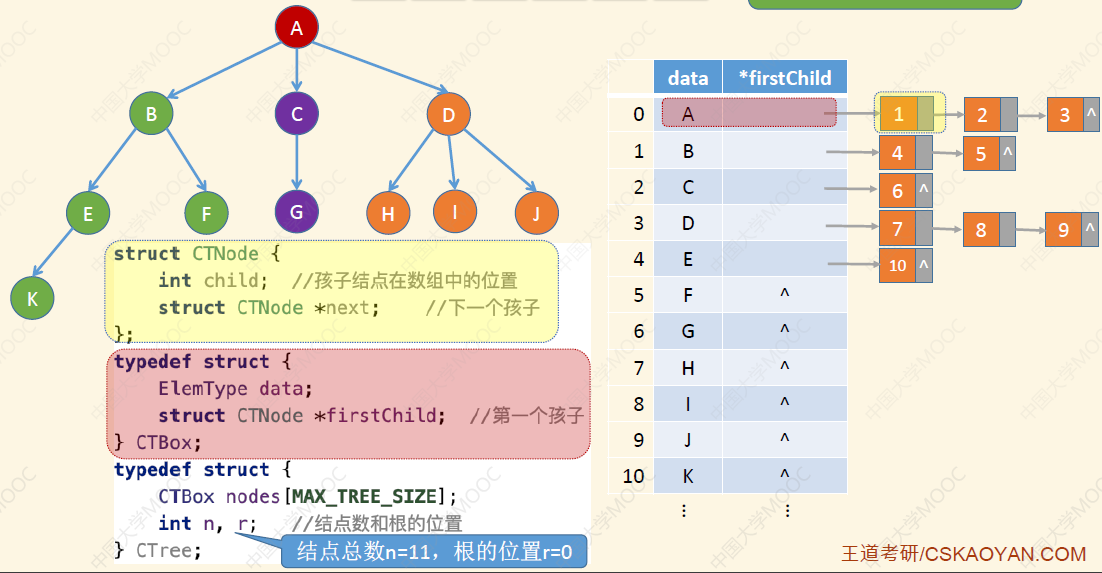 A
B
C
D
E
F
G
H
I
J
K
struct CTNode {
int child; //孩子结点在数组中的位置
struct CTNode *next; //下一个孩子
};
typedef struct {
ElemType data;
struct CTNode *firstChild; //第一个孩子
} CTBox;
typedef struct {
CTBox nodes[MAX_TREE_SIZE];
int n, r; //结点数和根的位置
} CTree;
结点总数n=11，根的位置r=0
data *firstChild
0 A 1 2 3 ^
1 B 4 5 ^
2 C 6 ^
3 D 7 8 9 ^
4 E 10 ^
5 F ^
6 G ^
7 H ^
8 I ^
9 J ^
10 K ^
⋮ ⋮
王道考研/CSKAOYAN.COM
中国大学MOOC